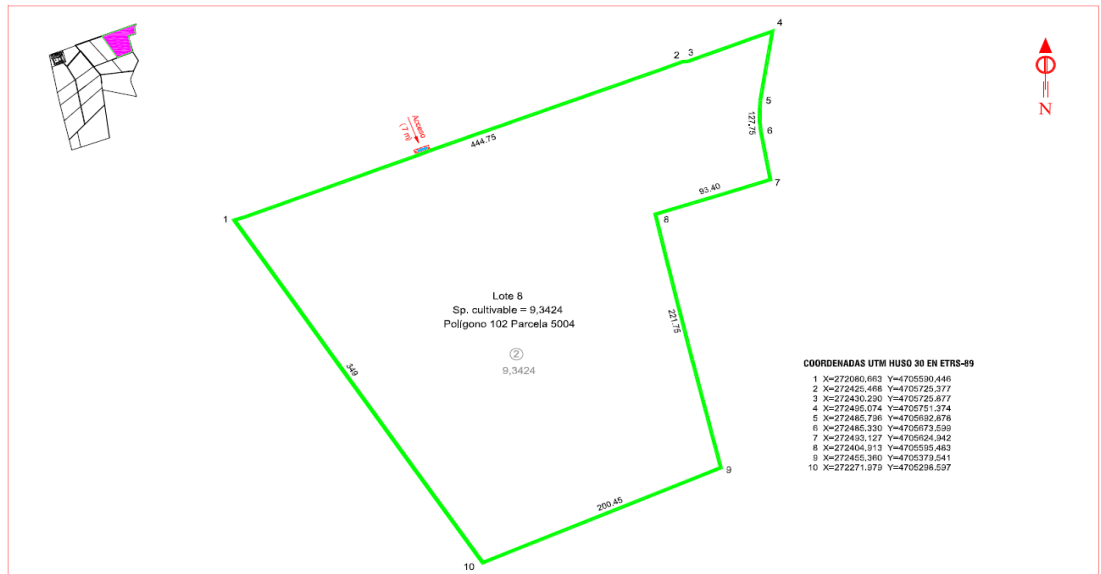 4
2
3
N
5
127.75
6
Acceso
( 7 m)
444.75
7
93.40
8
1
Lote 8
Sp. cultivable = 9,3424
Polígono 102 Parcela 5004
2
9,3424
221.75
349
COORDENADAS UTM HUSO 30 EN ETRS-89
1 X=272080,663 Y=4705590,446
2 X=272425,468 Y=4705725,377
3 X=272430,290 Y=4705725,877
4 X=272495,074 Y=4705751,374
5 X=272485,796 Y=4705692,878
6 X=272485,330 Y=4705673,599
7 X=272493,127 Y=4705624,942
8 X=272404,913 Y=4705595,463
9 X=272455,360 Y=4705379,541
10 X=272271,979 Y=4705298,597
9
200.45
10